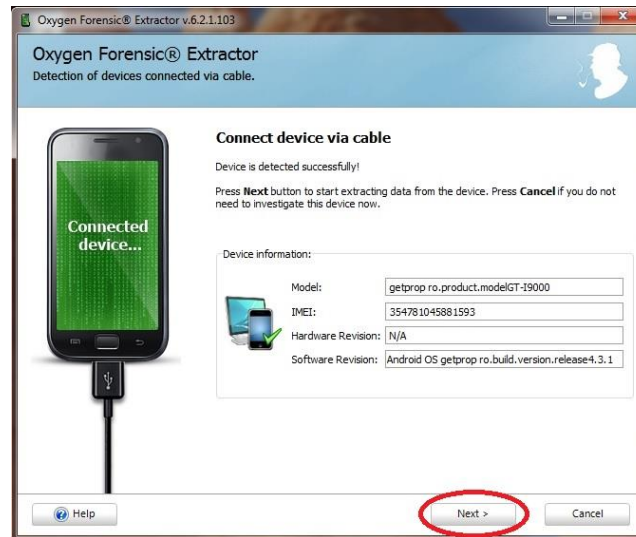 Oxygen Forensic® Extractor v.6.2.1.103
Oxygen Forensic® Extractor
Detection of devices connected via cable.
Connect device via cable
Device is detected successfully!
Press Next button to start extracting data from the device. Press Cancel if you do not
need to investigate this device now.
Connected
device...
Device information:
Model: getprop ro.product.modelGT-I9000
IMEI: 354781045881593
Hardware Revision: N/A
Software Revision: Android OS getprop ro.build.version.release4.3.1
Help
Next >
Cancel